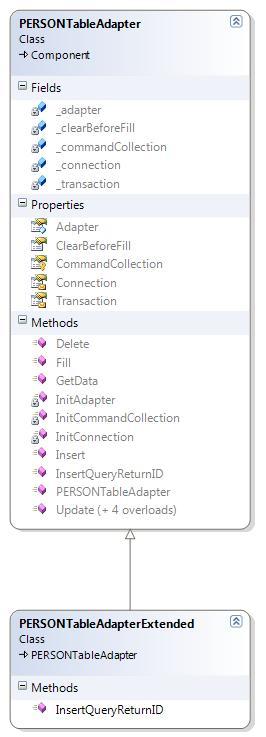 PERSONTableAdapter
Class
Component
Fields
_adapter
_clearBeforeFill
_commandCollection
_connection
_transaction
Properties
Adapter
ClearBeforeFill
CommandCollection
Connection
Transaction
Methods
Delete
Fill
GetData
InitAdapter
InitCommandCollection
InitConnection
Insert
InsertQueryReturnID
PERSONTableAdapter
Update (+ 4 overloads)
PERSONTableAdapterExtended
Class
PERSONTableAdapter
Methods
InsertQueryReturnID